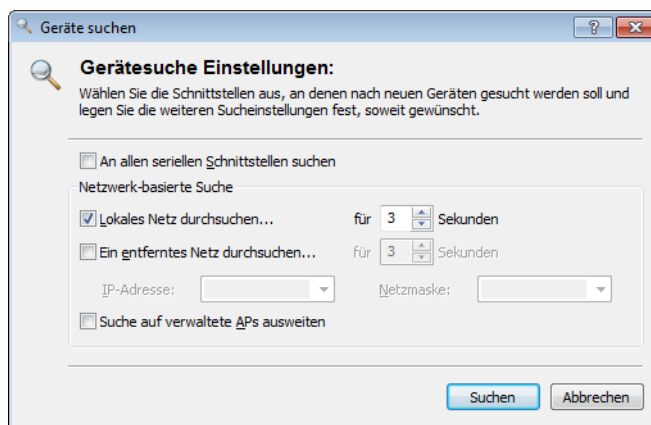 Geräte suchen
Gerätesuche Einstellungen:
Wählen Sie die Schnittstellen aus, an denen nach neuen Geräten gesucht werden soll und
legen Sie die weiteren Sucheinstellungen fest, soweit gewünscht.
An allen seriellen Schnittstellen suchen
Netzwerk-basierte Suche
Lokales Netz durchsuchen... für 3 Sekunden
Ein entferntes Netz durchsuchen... für 3 Sekunden
IP-Adresse: Netzmaske:
Suche auf verwaltete APs ausweiten
Suchen Abbrechen